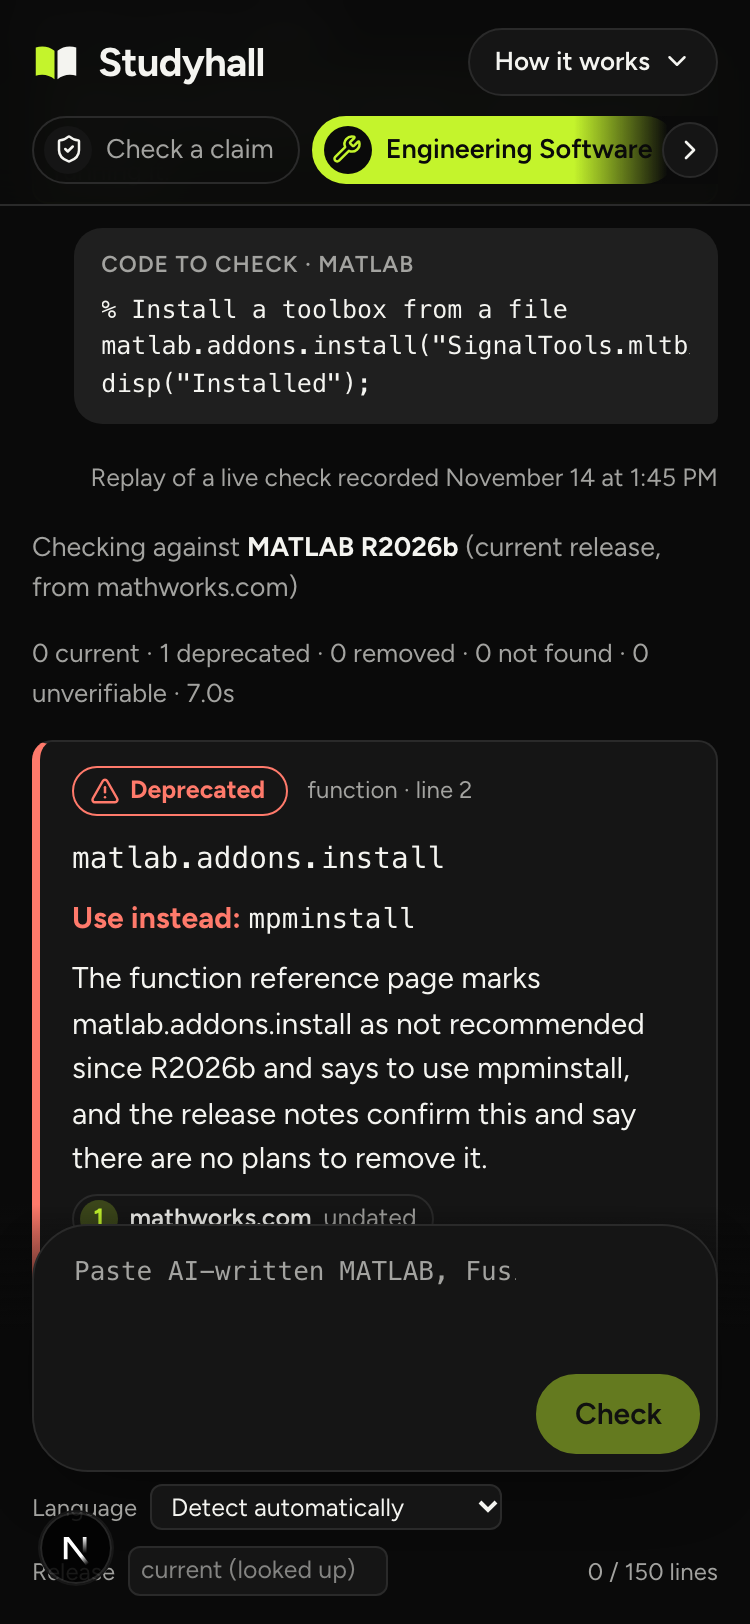 Studyhall
How it works
Check a claim
Engineering Software
CODE TO CHECK · MATLAB
% Install a toolbox from a file
matlab.addons.install("SignalTools.mltb
disp("Installed");
Replay of a live check recorded November 14 at 1:45 PM
Checking against MATLAB R2026b (current release,
from mathworks.com)
0 current · 1 deprecated · 0 removed · 0 not found · 0
unverifiable · 7.0s
Deprecated function · line 2
matlab.addons.install
Use instead: mpminstall
The function reference page marks
matlab.addons.install as not recommended
since R2026b and says to use mpminstall,
and the release notes confirm this and say
there are no plans to remove it.
1 mathworks.com undated
Paste AI-written MATLAB, Fus
Check
Language Detect automatically
N
Release current (looked up) 0 / 150 lines